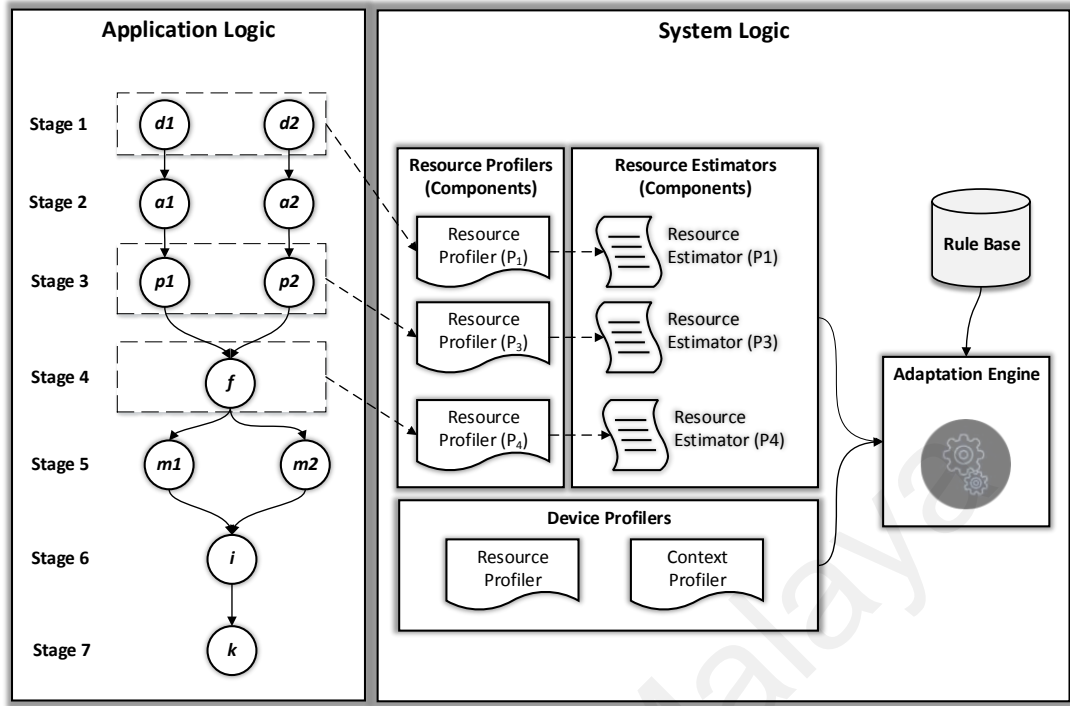 Application Logic
Stage 1
d1
d2
Stage 2
a1
a2
Stage 3
p1
p2
Stage 4
f
Stage 5
m1
m2
Stage 6
i
Stage 7
k
System Logic
Resource Profilers
(Components)
Resource
Profiler (P₁)
Resource
Profiler (P₃)
Resource
Profiler (P₄)
Resource Estimators
(Components)
Resource
Estimator (P1)
Resource
Estimator (P3)
Resource
Estimator (P4)
Device Profilers
Resource
Profiler
Context
Profiler
Rule Base
Adaptation Engine
Malaya